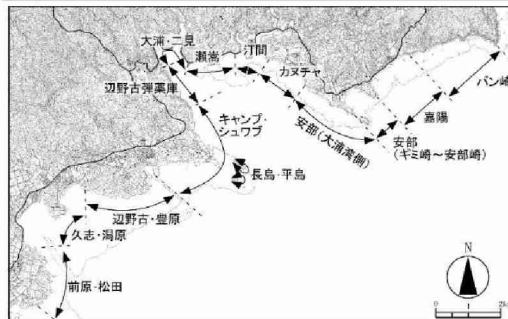 大浦・二見
瀬嵩
汀間
カヌチャ
バン崎
辺野古弾薬庫
キャンプ・
シュワブ
安部(大浦湾側)
嘉陽
安部
(ギミ崎～安部崎)
長島・平島
辺野古・豊原
久志・潟原
前原・松田
N
0
2km